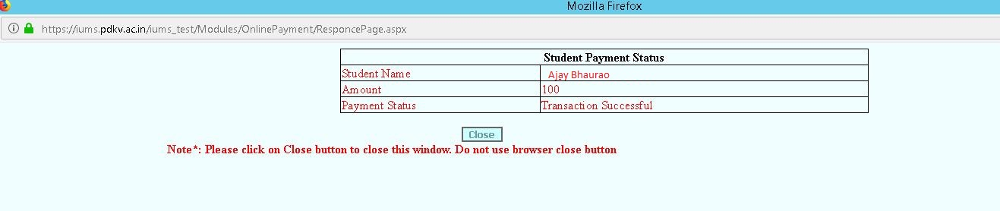 Mozilla Firefox
https://iums.pdkv.ac.in/iums_test/Modules/OnlinePayment/ResponcePage.aspx
Student Payment Status
Student Name Ajay Bhaurao
Amount 100
Payment Status Transaction Successful
Close
Note*: Please click on Close button to close this window. Do not use browser close button